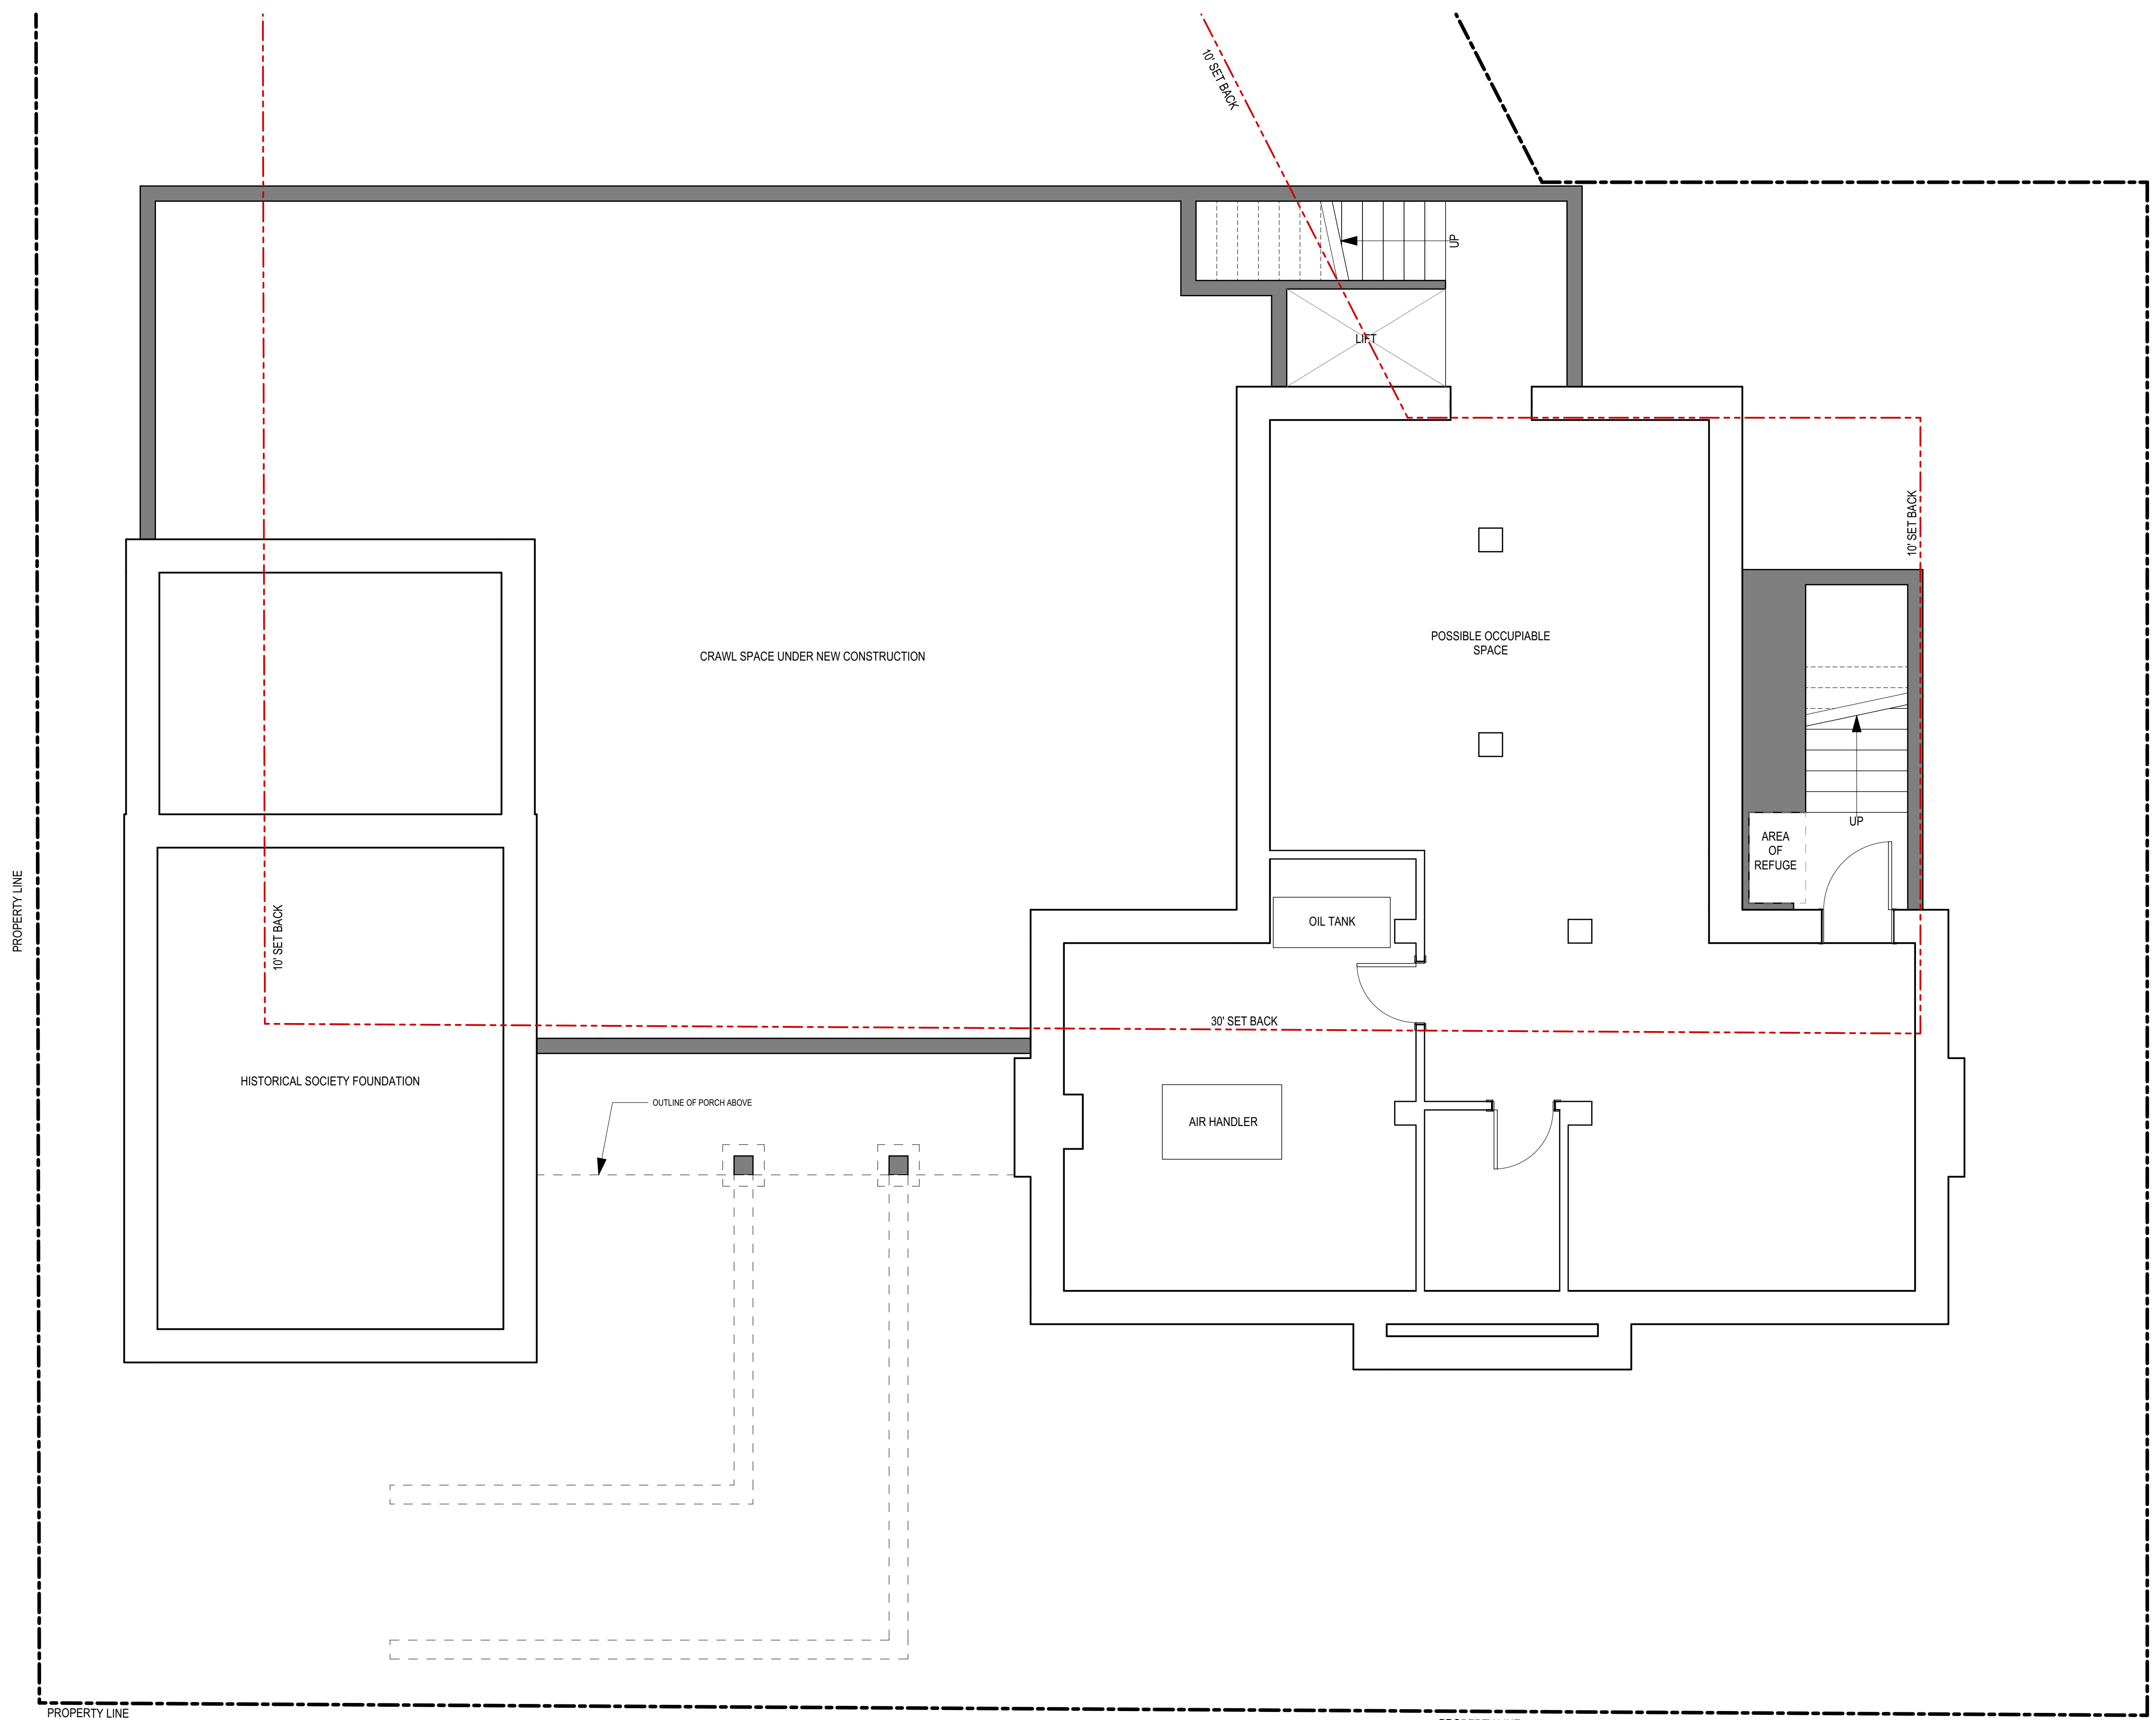 10' SET BACK
UP
LIFT
10' SET BACK
POSSIBLE OCCUPIABLE
SPACE
CRAWL SPACE UNDER NEW CONSTRUCTION
UP
AREA
OF
REFUGE
PROPERTY LINE
10' SET BACK
OIL TANK
30' SET BACK
HISTORICAL SOCIETY FOUNDATION
OUTLINE OF PORCH ABOVE
AIR HANDLER
PROPERTY LINE
PROPERTY LINE